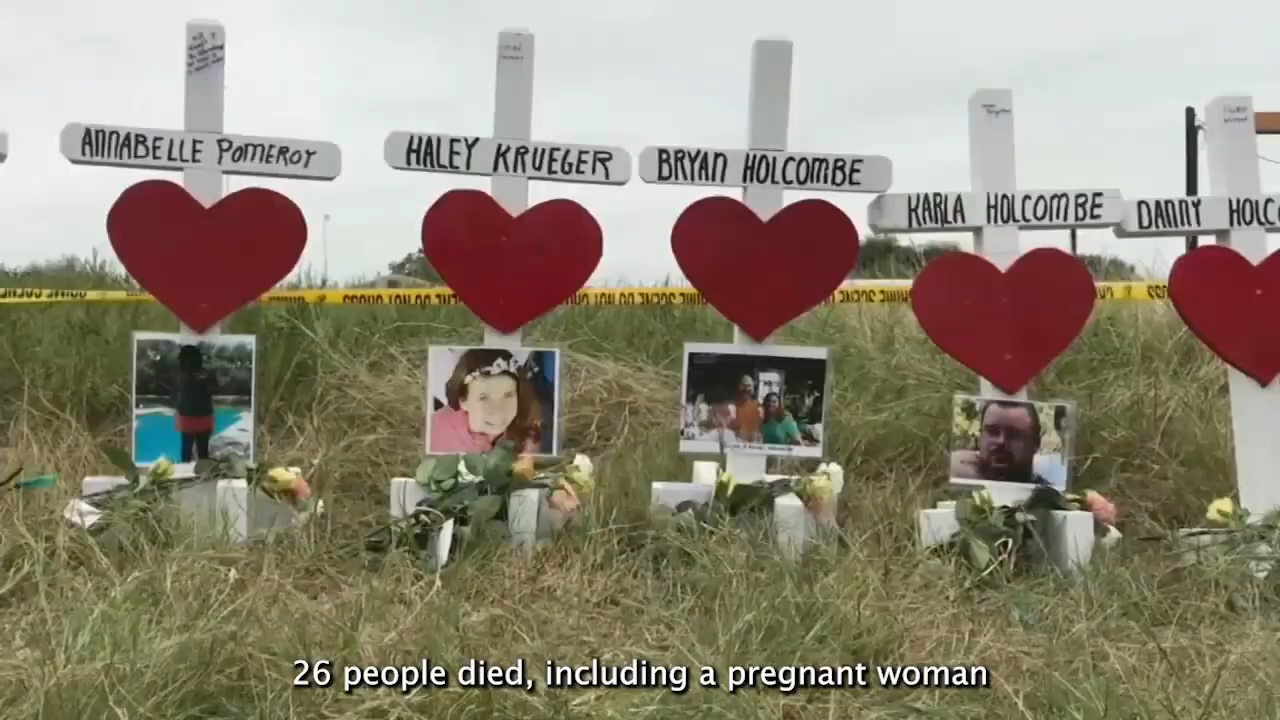 ANNABELLE POMEROY
HALEY KRUEGER
BRYAN HOLCOMBE
KARLA HOLCOMBE
DANNY HOLC
26 people died, including a pregnant woman